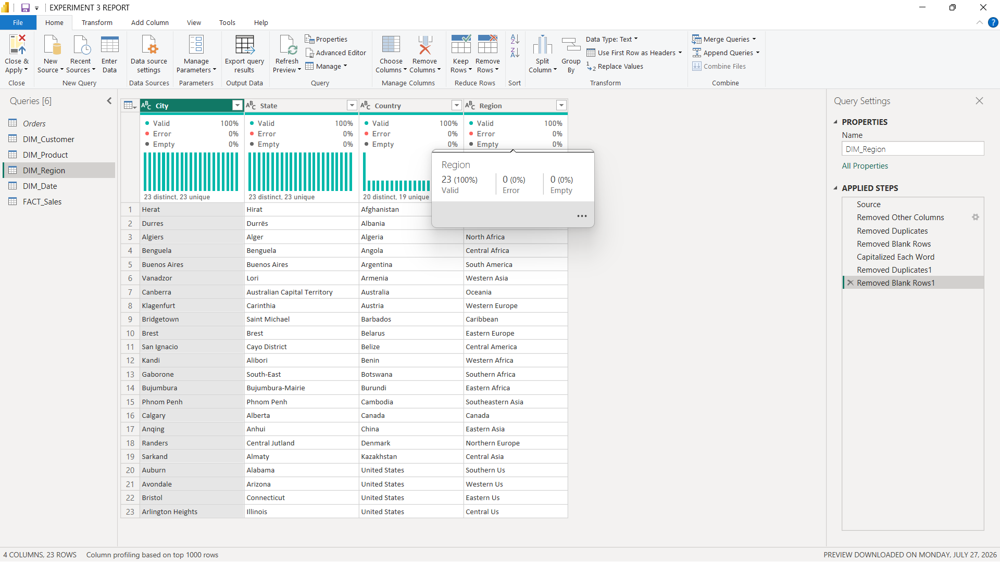 EXPERIMENT 3 REPORT
File Home Transform Add Column View Tools Help
Close & Apply
Close
New Source
Recent Sources
Enter Data
New Query
Data source settings
Data Sources
Manage Parameters
Parameters
Export query results
Output Data
Refresh Preview
Properties
Advanced Editor
Manage
Query
Choose Columns
Remove Columns
Manage Columns
Keep Rows
Remove Rows
Reduce Rows
Sort
Split Column
Group By
Data Type: Text
Use First Row as Headers
Replace Values
Transform
Merge Queries
Append Queries
Combine Files
Combine
Queries [6]
Orders
DIM_Customer
DIM_Product
DIM_Region
DIM_Date
FACT_Sales
City State Country Region
Valid 100% Valid 100% Valid 100% Valid 100%
Error 0% Error 0% Error 0% Error 0%
Empty 0% Empty 0% Empty 0% Empty 0%
23 distinct, 23 unique 23 distinct, 23 unique 20 distinct, 19 unique
Region
23 (100%) 0 (0%) 0 (0%)
Valid Error Empty
1 Herat Hirat Afghanistan
2 Durres Durrës Albania
3 Algiers Alger Algeria North Africa
4 Benguela Benguela Angola Central Africa
5 Buenos Aires Buenos Aires Argentina South America
6 Vanadzor Lori Armenia Western Asia
7 Canberra Australian Capital Territory Australia Oceania
8 Klagenfurt Carinthia Austria Western Europe
9 Bridgetown Saint Michael Barbados Caribbean
10 Brest Brest Belarus Eastern Europe
11 San Ignacio Cayo District Belize Central America
12 Kandi Alibori Benin Western Africa
13 Gaborone South-East Botswana Southern Africa
14 Bujumbura Bujumbura-Mairie Burundi Eastern Africa
15 Phnom Penh Phnom Penh Cambodia Southeastern Asia
16 Calgary Alberta Canada Canada
17 Anqing Anhui China Eastern Asia
18 Randers Central Jutland Denmark Northern Europe
19 Sarkand Almaty Kazakhstan Central Asia
20 Auburn Alabama United States Southern Us
21 Avondale Arizona United States Western Us
22 Bristol Connecticut United States Eastern Us
23 Arlington Heights Illinois United States Central Us
Query Settings
PROPERTIES
Name
DIM_Region
All Properties
APPLIED STEPS
Source
Removed Other Columns
Removed Duplicates
Removed Blank Rows
Capitalized Each Word
Removed Duplicates1
Removed Blank Rows1
4 COLUMNS, 23 ROWS Column profiling based on top 1000 rows PREVIEW DOWNLOADED ON MONDAY, JULY 27, 2026